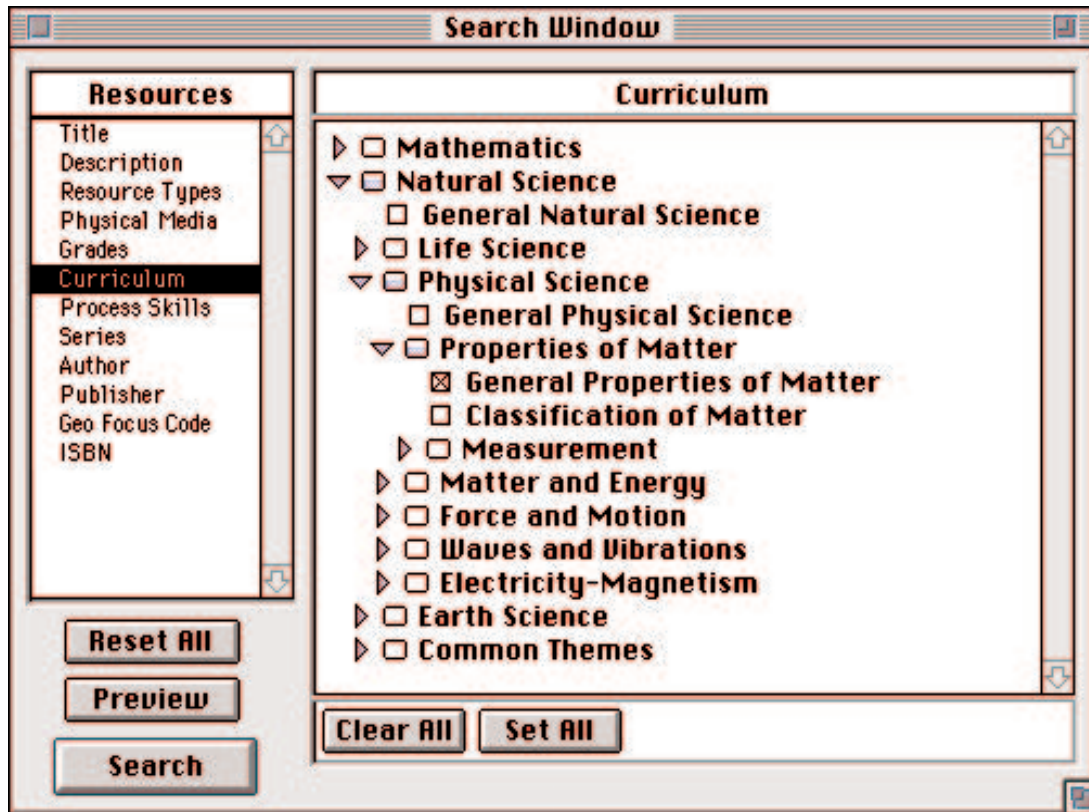 Search Window
Resources
Title
Description
Resource Types
Physical Media
Grades
Curriculum
Process Skills
Series
Author
Publisher
Geo Focus Code
ISBN
Reset All
Preview
Search
Curriculum
Mathematics
Natural Science
General Natural Science
Life Science
Physical Science
General Physical Science
Properties of Matter
General Properties of Matter
Classification of Matter
Measurement
Matter and Energy
Force and Motion
Waves and Vibrations
Electricity-Magnetism
Earth Science
Common Themes
Clear All
Set All